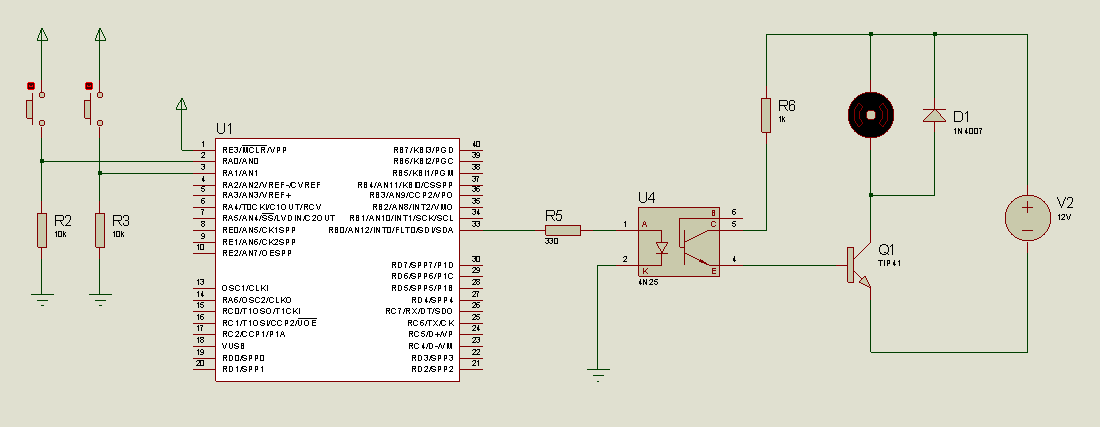 U1
1 RE3/MCLR/VPP
2 RA0/AN0
3 RA1/AN1
4 RA2/AN2/VREF-/CVREF
5 RA3/AN3/VREF+
6 RA4/T0CKI/C1OUT/RCV
7 RA5/AN4/SS/LVDIN/C2OUT
8 RE0/AN5/CK1SPP
9 RE1/AN6/CK2SPP
10 RE2/AN7/OESPP
13 OSC1/CLKI
14 RA6/OSC2/CLKO
15 RC0/T1OSO/T1CKI
16 RC1/T1OSI/CCP2/UOE
17 RC2/CCP1/P1A
18 VUSB
19 RD0/SPP0
20 RD1/SPP1
RB7/KBI3/PGD 40
RB6/KBI2/PGC 39
RB5/KBI1/PGM 38
RB4/AN11/KBI0/CSSPP 37
RB3/AN9/CCP2/VPO 36
RB2/AN8/INT2/VMO 35
RB1/AN10/INT1/SCK/SCL 34
RB0/AN12/INT0/FLT0/SDI/SDA 33
RD7/SPP7/P1D 30
RD6/SPP6/P1C 29
RD5/SPP5/P1B 28
RD4/SPP4 27
RC7/RX/DT/SDO 26
RC6/TX/CK 25
RC5/D+/VP 24
RC4/D-/VM 23
RD3/SPP3 22
RD2/SPP2 21
R2
10k
R3
10k
R5
330
U4
1 A
2 K
B 6
C 5
E 4
4N25
R6
1k
D1
1N4007
Q1
TIP41
V2
12V